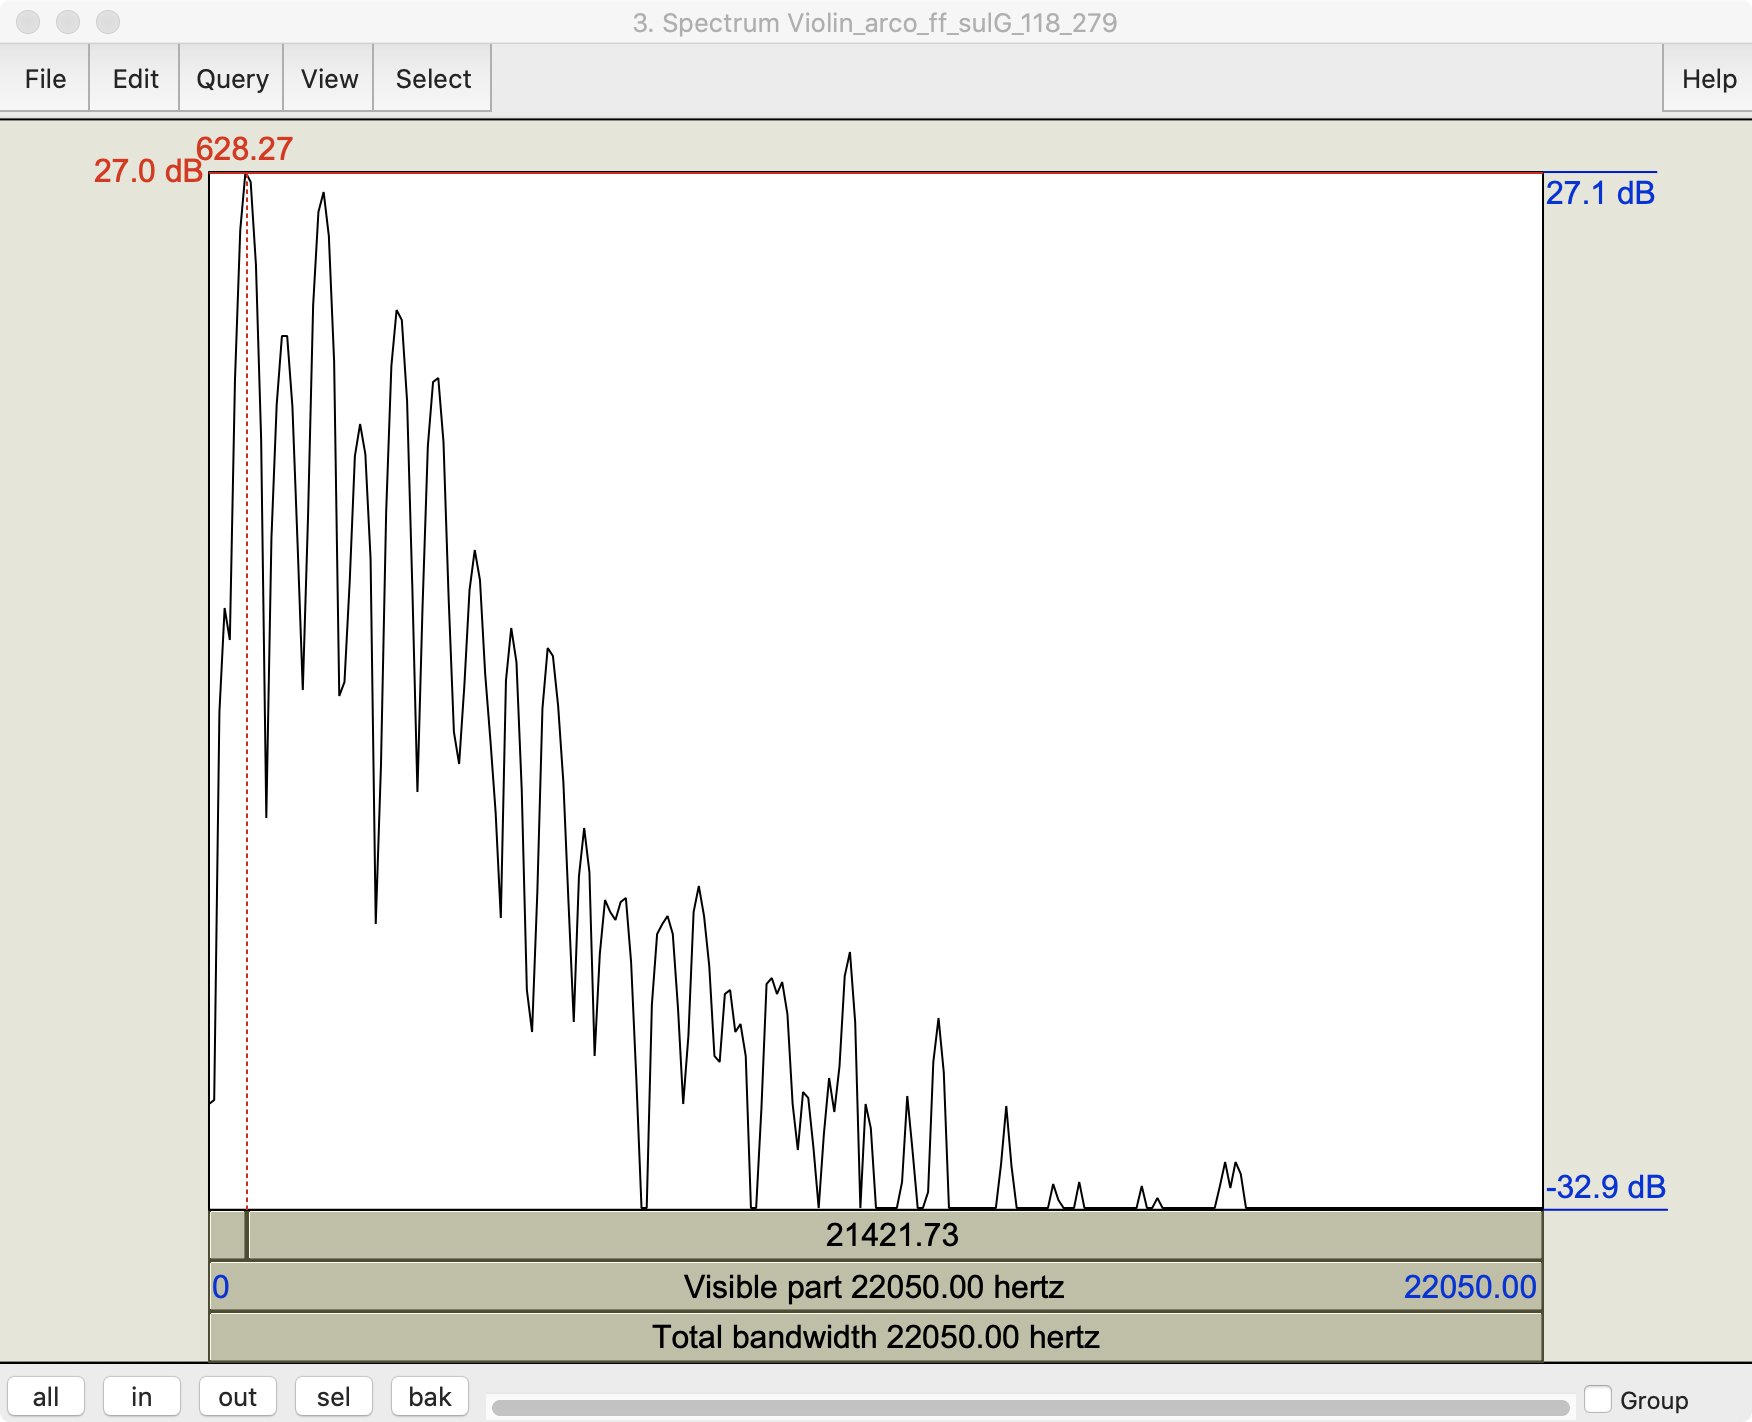 3. Spectrum Violin_arco_ff_sulG_118_279
File Edit Query View Select Help
628.27
27.0 dB
27.1 dB
-32.9 dB
21421.73
0 Visible part 22050.00 hertz 22050.00
Total bandwidth 22050.00 hertz
all in out sel bak Group